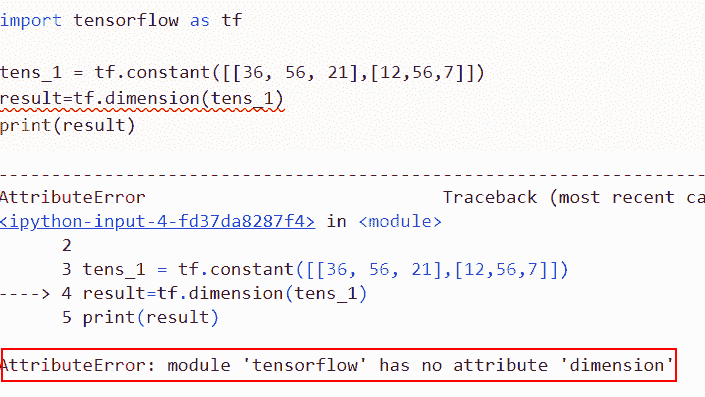 import tensorflow as tf
tens_1 = tf.constant([[36, 56, 21],[12,56,7]])
result=tf.dimension(tens_1)
print(result)
---------------------------------------------------------------------------
AttributeError                            Traceback (most recent ca
<ipython-input-4-fd37da8287f4> in <module>
      2
      3 tens_1 = tf.constant([[36, 56, 21],[12,56,7]])
----> 4 result=tf.dimension(tens_1)
      5 print(result)
AttributeError: module 'tensorflow' has no attribute 'dimension'